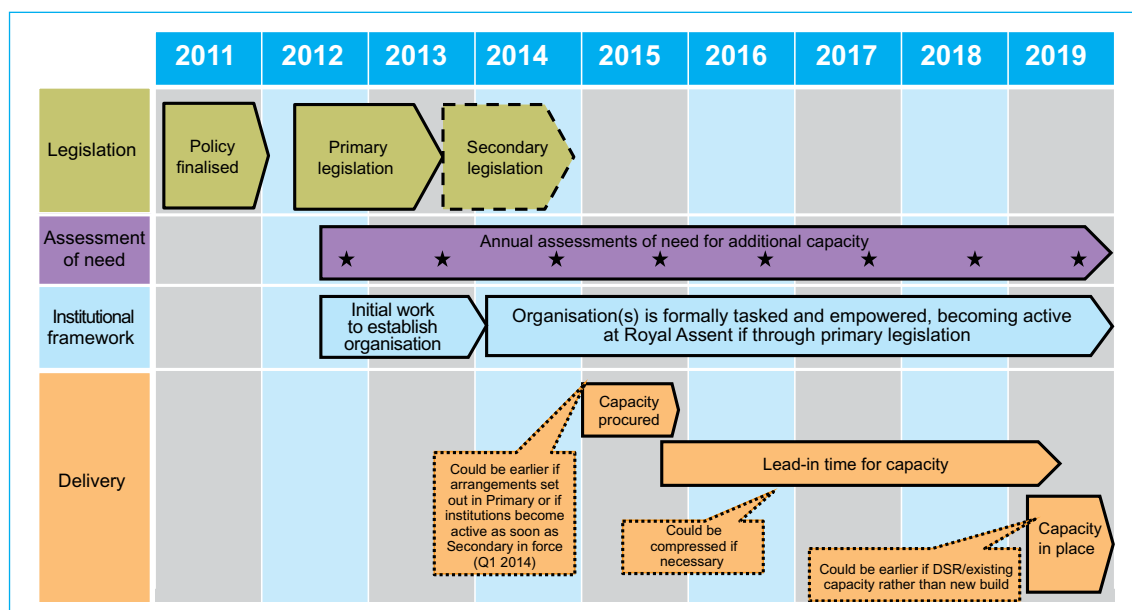 2011 2012 2013 2014 2015 2016 2017 2018 2019
Legislation
Policy
finalised
Primary
legislation
Secondary
legislation
Assessment
of need
Annual assessments of need for additional capacity
Institutional
framework
Initial work
to establish
organisation
Organisation(s) is formally tasked and empowered, becoming active
at Royal Assent if through primary legislation
Delivery
Capacity
procured
Could be earlier if
arrangements set
out in Primary or if
institutions become
active as soon as
Secondary in force
(Q1 2014)
Lead-in time for capacity
Could be
compressed if
necessary
Capacity
in place
Could be earlier if DSR/existing
capacity rather than new build